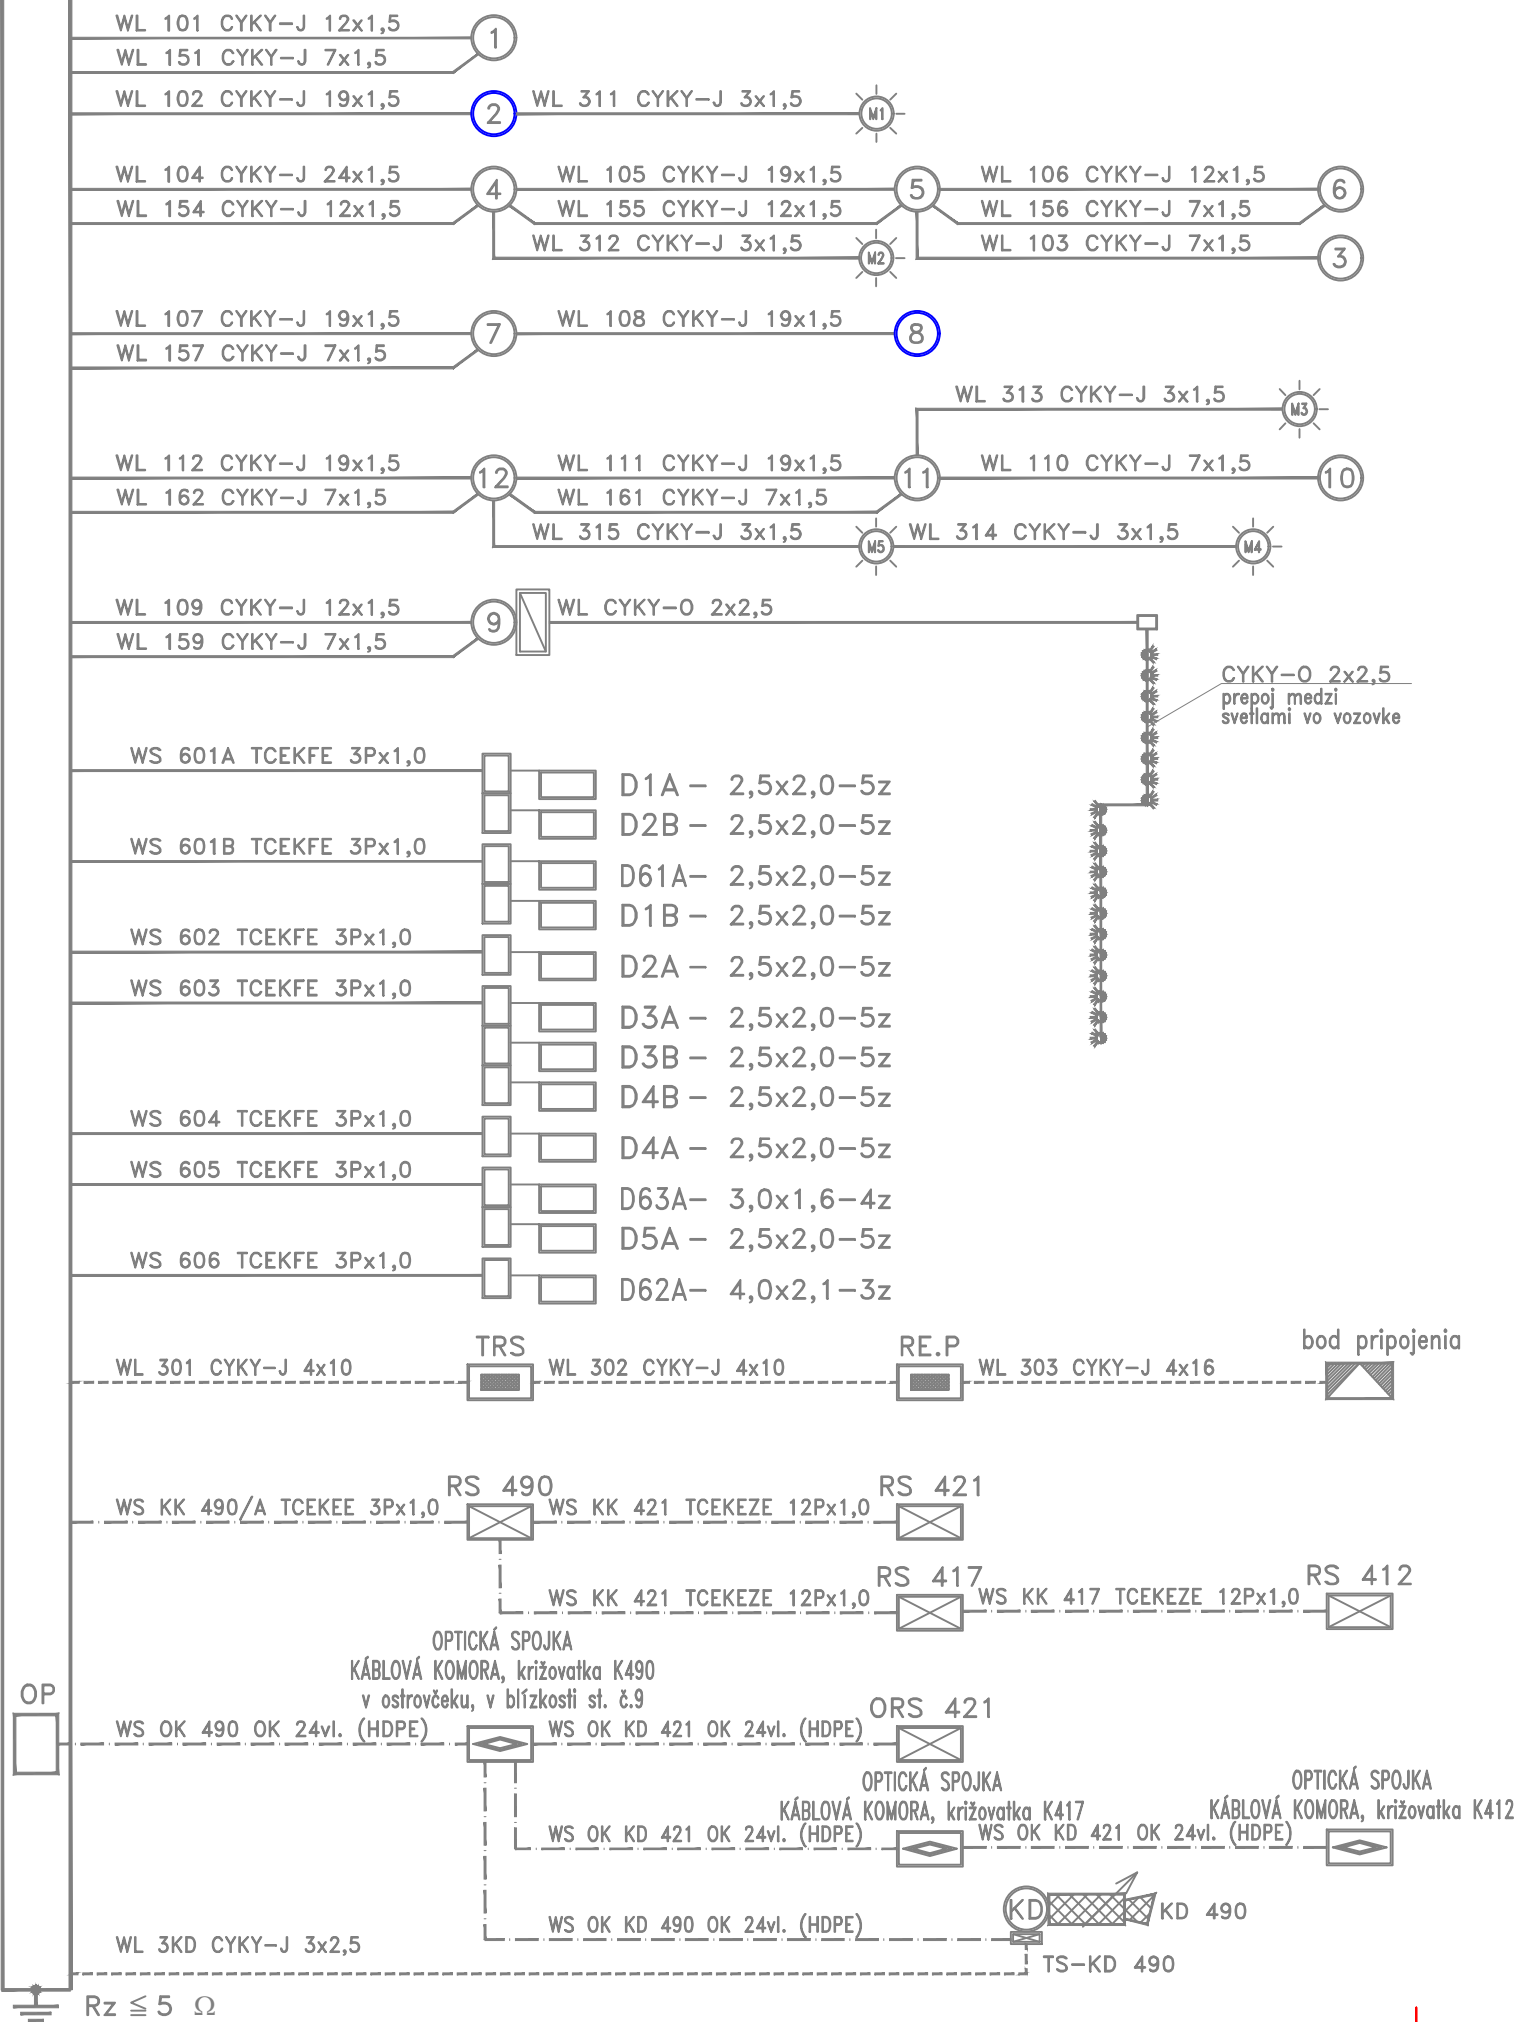 WL 101 CYKY-J 12x1,5
1
WL 151 CYKY-J 7x1,5
WL 102 CYKY-J 19x1,5
2
WL 311 CYKY-J 3x1,5
M1
WL 104 CYKY-J 24x1,5
4
WL 105 CYKY-J 19x1,5
5
WL 106 CYKY-J 12x1,5
6
WL 154 CYKY-J 12x1,5
WL 155 CYKY-J 12x1,5
WL 156 CYKY-J 7x1,5
WL 312 CYKY-J 3x1,5
M2
WL 103 CYKY-J 7x1,5
3
WL 107 CYKY-J 19x1,5
7
WL 108 CYKY-J 19x1,5
8
WL 157 CYKY-J 7x1,5
WL 313 CYKY-J 3x1,5
M3
WL 112 CYKY-J 19x1,5
12
WL 111 CYKY-J 19x1,5
11
WL 110 CYKY-J 7x1,5
10
WL 162 CYKY-J 7x1,5
WL 161 CYKY-J 7x1,5
WL 315 CYKY-J 3x1,5
M5
WL 314 CYKY-J 3x1,5
M4
WL 109 CYKY-J 12x1,5
9
WL CYKY-O 2x2,5
WL 159 CYKY-J 7x1,5
CYKY-O 2x2,5
prepoj medzi
svetlami vo vozovke
WS 601A TCEKFE 3Px1,0
D1A - 2,5x2,0-5z
D2B - 2,5x2,0-5z
WS 601B TCEKFE 3Px1,0
D61A- 2,5x2,0-5z
D1B - 2,5x2,0-5z
WS 602 TCEKFE 3Px1,0
D2A - 2,5x2,0-5z
WS 603 TCEKFE 3Px1,0
D3A - 2,5x2,0-5z
D3B - 2,5x2,0-5z
D4B - 2,5x2,0-5z
WS 604 TCEKFE 3Px1,0
D4A - 2,5x2,0-5z
WS 605 TCEKFE 3Px1,0
D63A- 3,0x1,6-4z
D5A - 2,5x2,0-5z
WS 606 TCEKFE 3Px1,0
D62A- 4,0x2,1-3z
TRS
RE.P
bod pripojenia
WL 301 CYKY-J 4x10
WL 302 CYKY-J 4x10
WL 303 CYKY-J 4x16
RS 490
RS 421
WS KK 490/A TCEKEE 3Px1,0
WS KK 421 TCEKEZE 12Px1,0
RS 417
RS 412
WS KK 421 TCEKEZE 12Px1,0
WS KK 417 TCEKEZE 12Px1,0
OPTICKÁ SPOJKA
KÁBLOVÁ KOMORA, križovatka K490
v ostrovčeku, v blízkosti st. č.9
OP
ORS 421
WS OK 490 OK 24vl. (HDPE)
WS OK KD 421 OK 24vl. (HDPE)
OPTICKÁ SPOJKA
KÁBLOVÁ KOMORA, križovatka K417
OPTICKÁ SPOJKA
KÁBLOVÁ KOMORA, križovatka K412
WS OK KD 421 OK 24vl. (HDPE)
WS OK KD 421 OK 24vl. (HDPE)
KD
KD 490
WS OK KD 490 OK 24vl. (HDPE)
WL 3KD CYKY-J 3x2,5
TS-KD 490
Rz ≦ 5 Ω